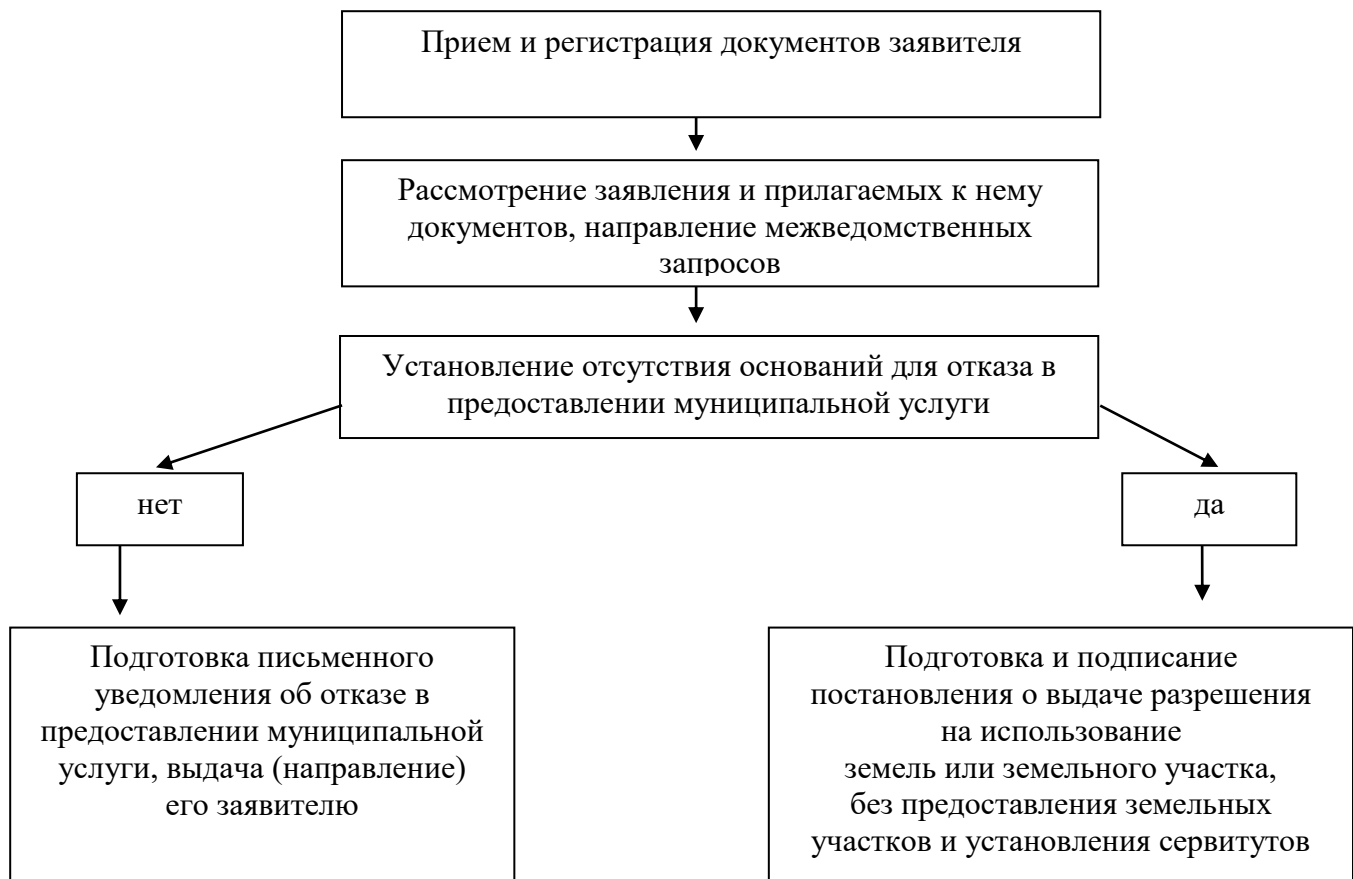 Прием и регистрация документов заявителя
Рассмотрение заявления и прилагаемых к нему
документов, направление межведомственных
запросов
Установление отсутствия оснований для отказа в
предоставлении муниципальной услуги
нет
да
Подготовка письменного
уведомления об отказе в
предоставлении муниципальной
услуги, выдача (направление)
его заявителю
Подготовка и подписание
постановления о выдаче разрешения
на использование
земель или земельного участка,
без предоставления земельных
участков и установления сервитутов